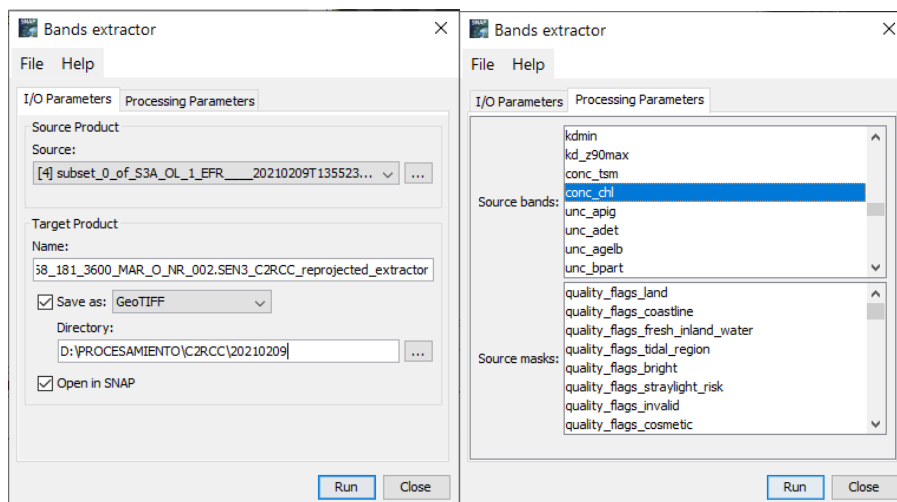 Bands extractor
File Help
I/O Parameters Processing Parameters
Source Product
Source:
[4] subset_0_of_S3A_OL_1_EFR____20210209T135523...
...
Target Product
Name:
58_181_3600_MAR_O_NR_002.SEN3_C2RCC_reprojected_extractor
Save as: GeoTIFF
Directory:
D:\PROCESAMIENTO\C2RCC\20210209
...
Open in SNAP
Run Close
Bands extractor
File Help
I/O Parameters Processing Parameters
Source bands:
kdmin
kd_z90max
conc_tsm
conc_chl
unc_apig
unc_adet
unc_agelb
unc_bpart
Source masks:
quality_flags_land
quality_flags_coastline
quality_flags_fresh_inland_water
quality_flags_tidal_region
quality_flags_bright
quality_flags_straylight_risk
quality_flags_invalid
quality_flags_cosmetic
Run Close